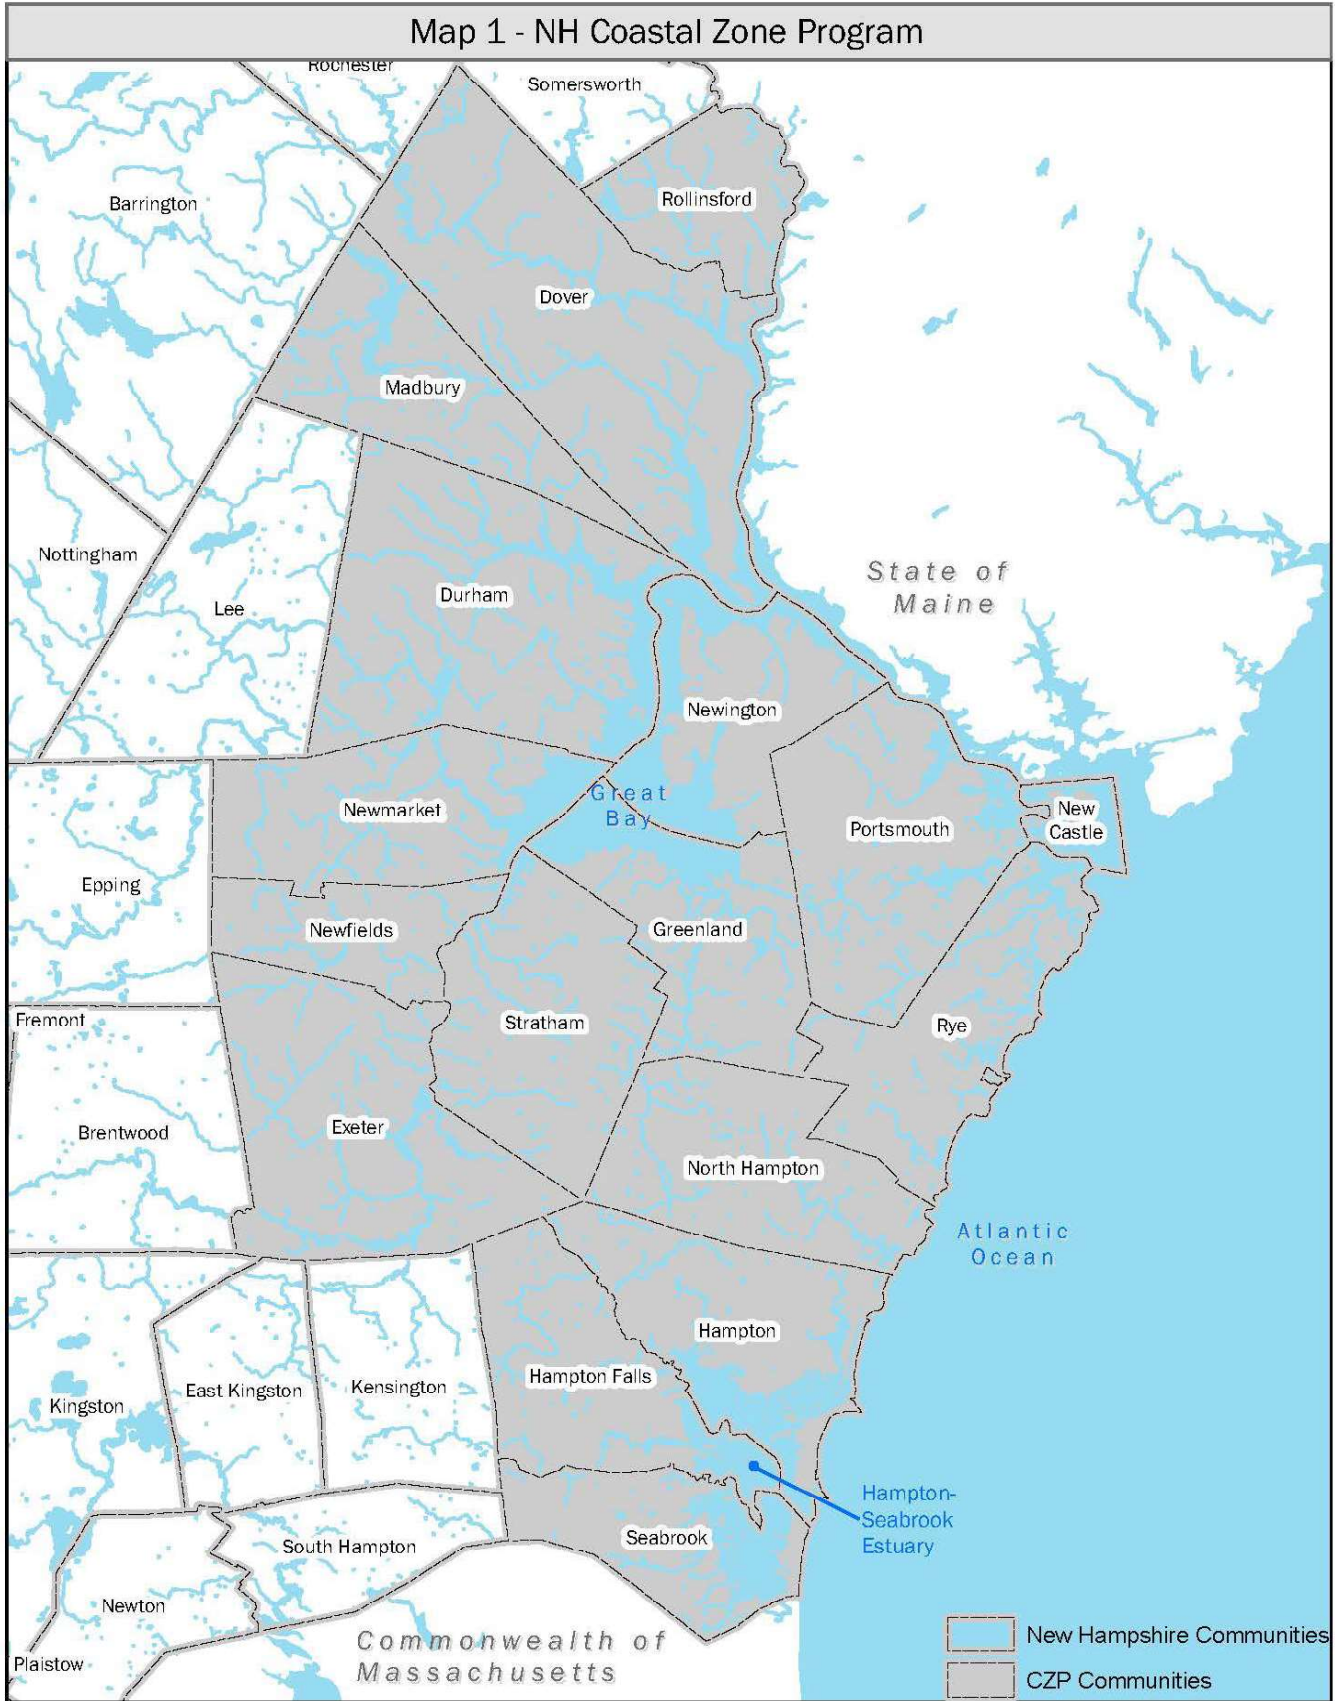 Map 1 - NH Coastal Zone Program
Rochester
Somersworth
Barrington
Rollinsford
Dover
Madbury
Nottingham
Lee
Durham
State of
Maine
Newington
Great
Bay
Newmarket
Portsmouth
New
Castle
Epping
Newfields
Greenland
Fremont
Stratham
Rye
Brentwood
Exeter
North Hampton
Atlantic
Ocean
Hampton
Hampton Falls
East Kingston
Kensington
Kingston
Hampton-
Seabrook
Estuary
Seabrook
South Hampton
Newton
Plaistow
Commonwealth of
Massachusetts
New Hampshire Communities
CZP Communities